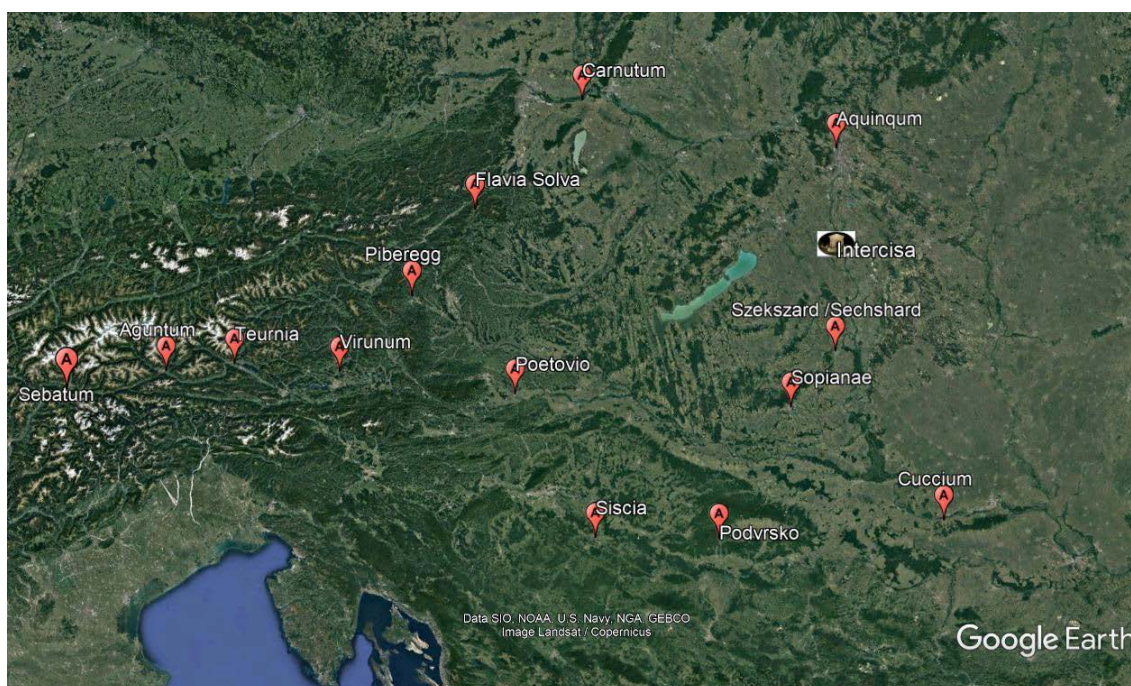 Carnutum
Aquinqum
Flavia Solva
Intercisa
Piberegg
Szekszard /Sechshard
Aguntum
Teurnia
Virunum
Poetovio
Sopianae
Sebatum
Cuccium
Siscia
Podvrsko
Data SIO, NOAA, U.S. Navy, NGA, GEBCO
Image Landsat / Copernicus
Google Earth